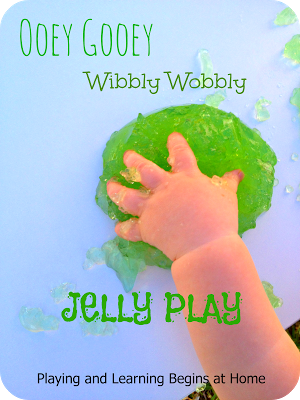 Ooey Gooey
Wibbly Wobbly
Jelly Play
Playing and Learning Begins at Home